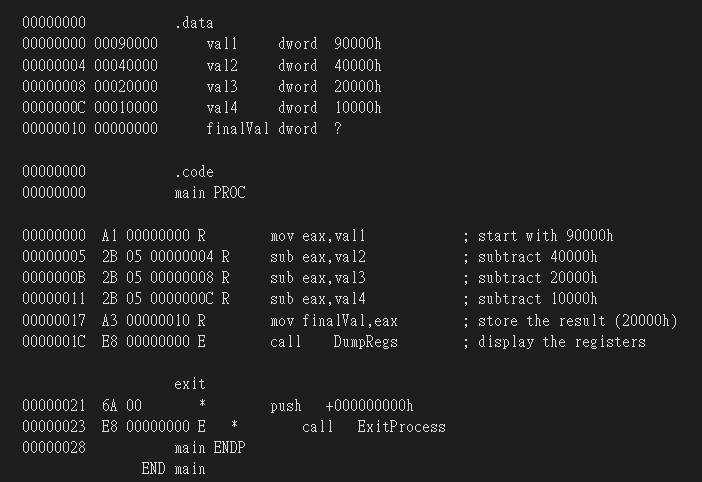 00000000 .data
00000000 00090000 val1 dword 90000h
00000004 00040000 val2 dword 40000h
00000008 00020000 val3 dword 20000h
0000000C 00010000 val4 dword 10000h
00000010 00000000 finalVal dword ?
00000000 .code
00000000 main PROC
00000000 A1 00000000 R mov eax,val1 ; start with 90000h
00000005 2B 05 00000004 R sub eax,val2 ; subtract 40000h
0000000B 2B 05 00000008 R sub eax,val3 ; subtract 20000h
00000011 2B 05 0000000C R sub eax,val4 ; subtract 10000h
00000017 A3 00000010 R mov finalVal,eax ; store the result (20000h)
0000001C E8 00000000 E call DumpRegs ; display the registers
exit
00000021 6A 00 * push +000000000h
00000023 E8 00000000 E * call ExitProcess
00000028 main ENDP
END main